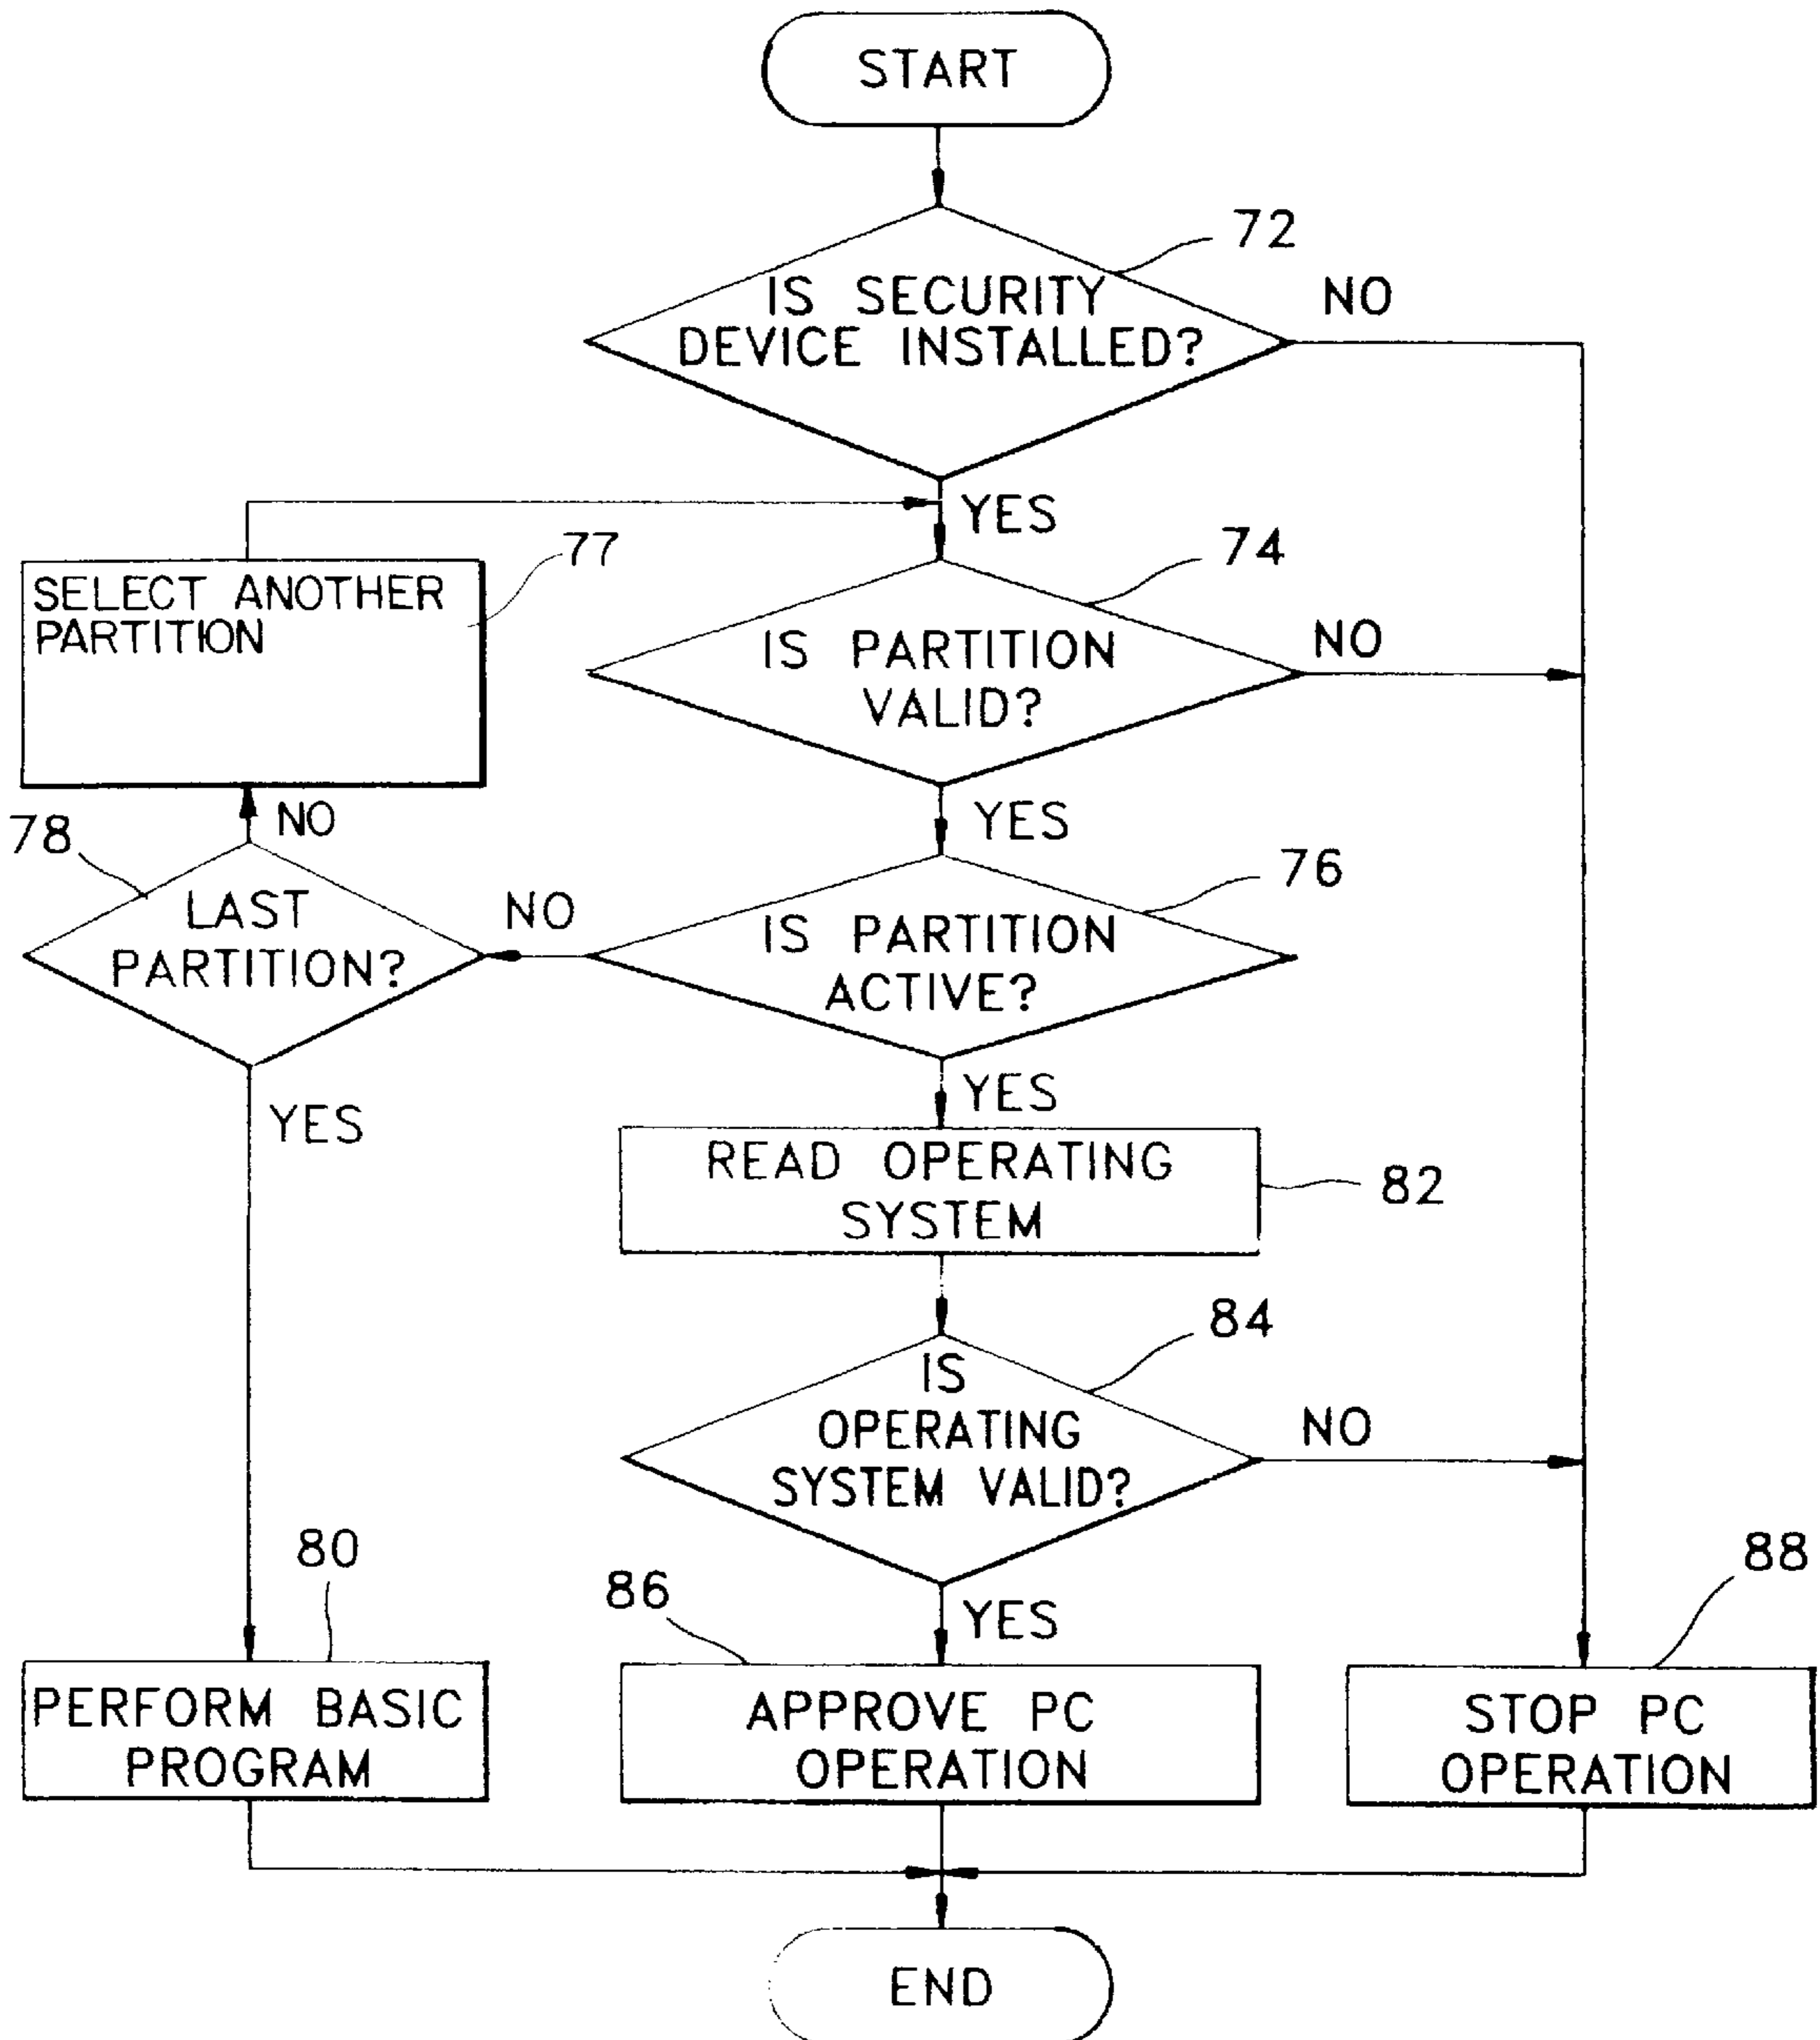 START
72
IS SECURITY
DEVICE INSTALLED?
NO
YES
77
SELECT ANOTHER
PARTITION
74
IS PARTITION
VALID?
NO
YES
78
NO
LAST
PARTITION?
NO
76
IS PARTITION
ACTIVE?
YES
YES
READ OPERATING
SYSTEM
82
84
IS
OPERATING
SYSTEM VALID?
NO
80
86
YES
88
PERFORM BASIC
PROGRAM
APPROVE PC
OPERATION
STOP PC
OPERATION
END